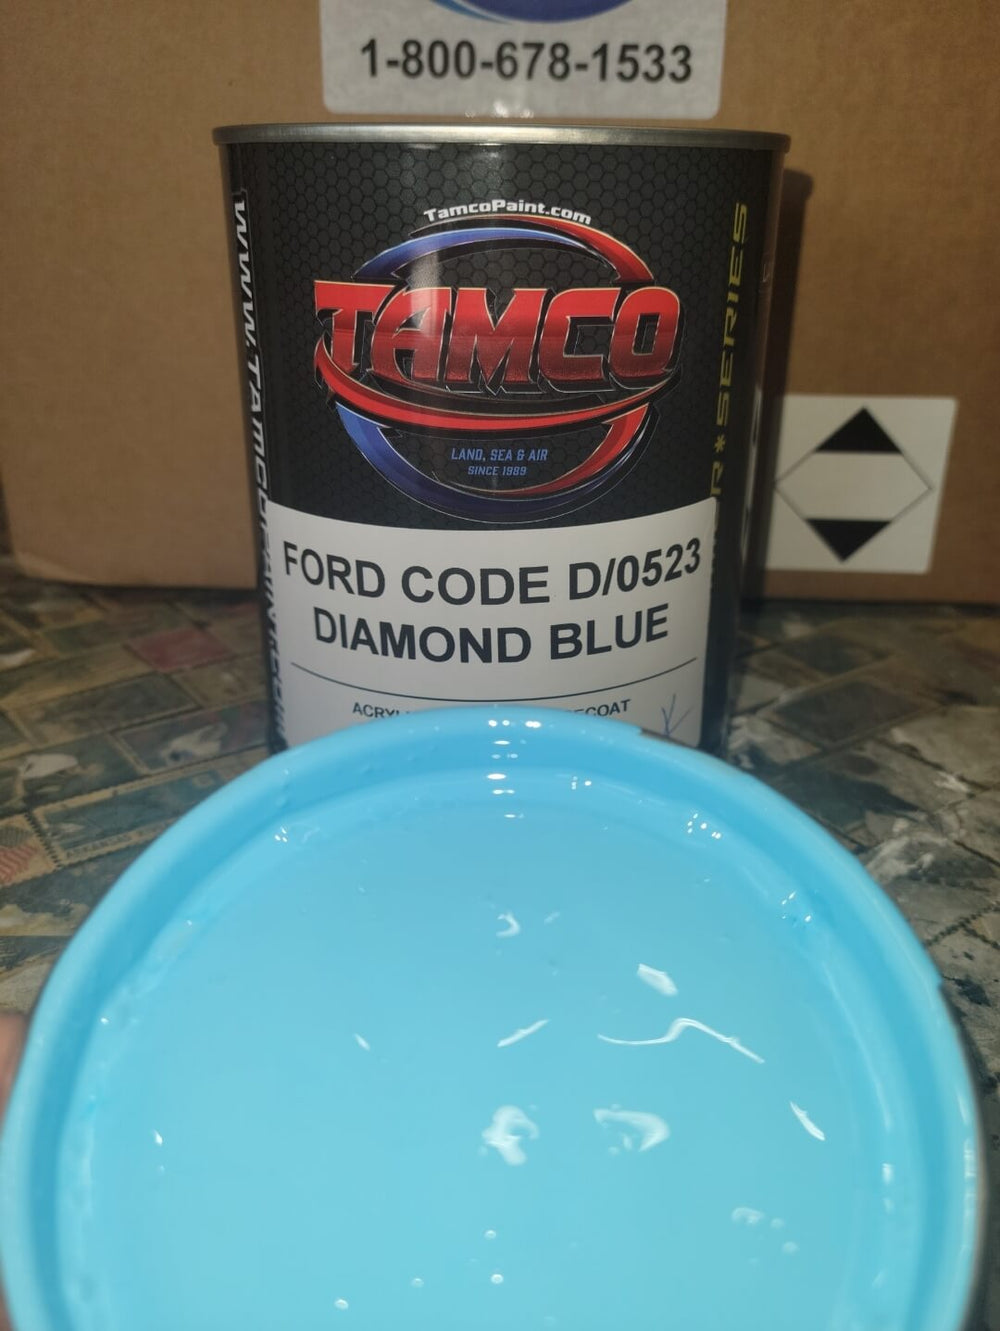 1-800-678-1533
TamcoPaint.com
TAMCO
LAND, SEA & AIR
SINCE 1989
*SERIES
FORD CODE D/0523
DIAMOND BLUE